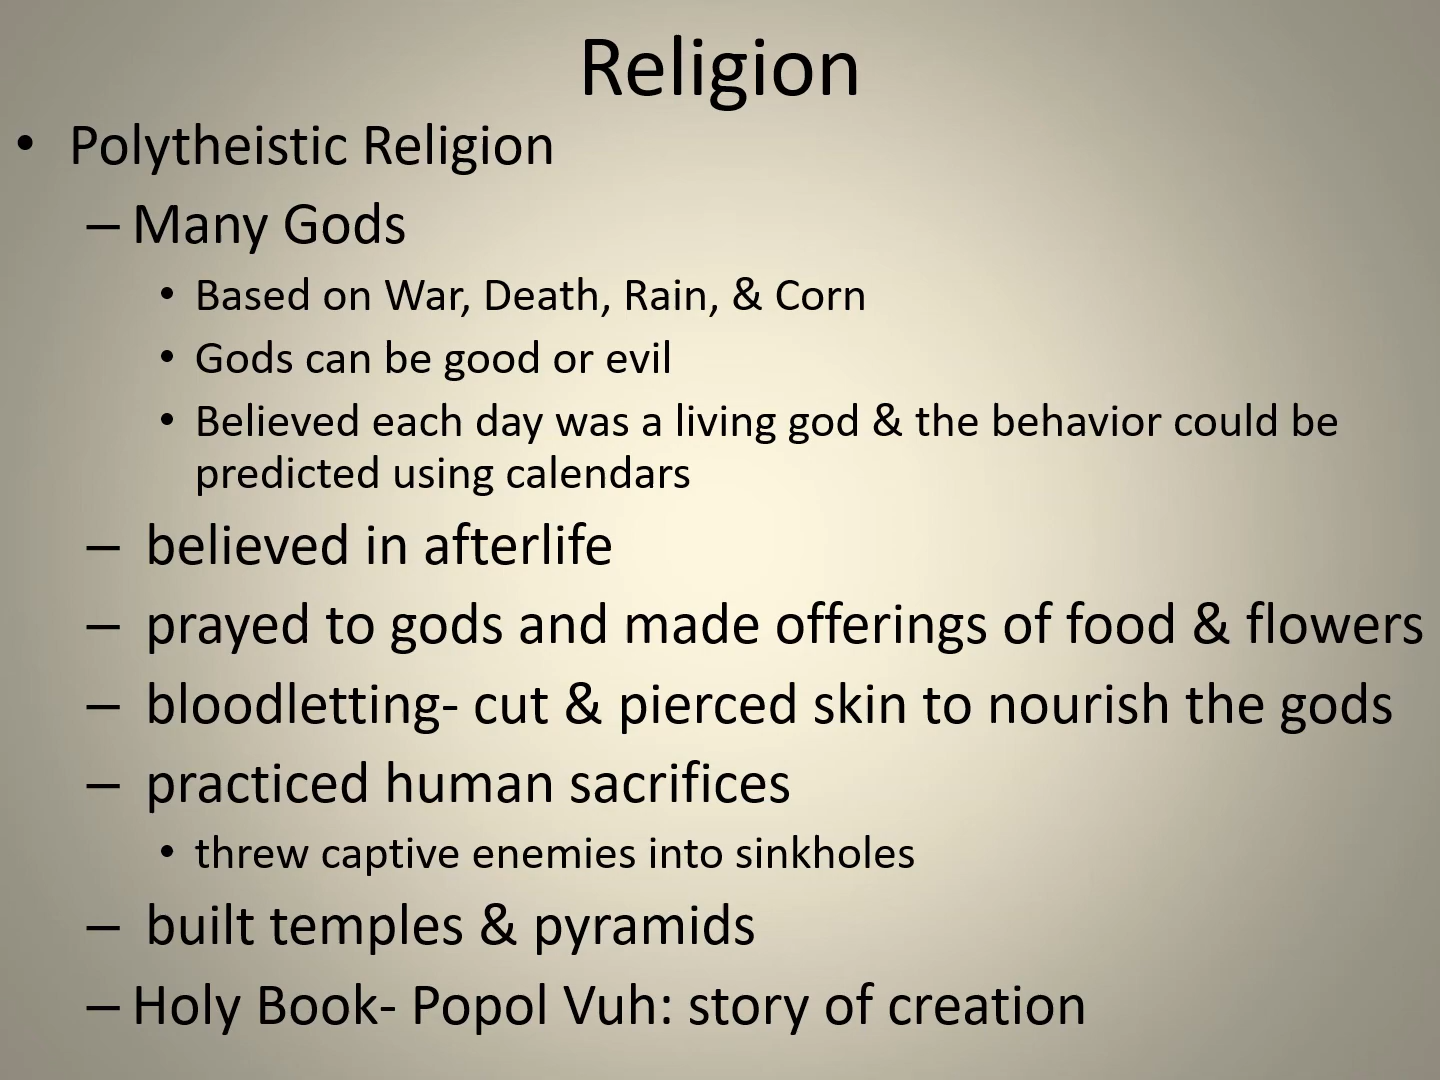 Religion
• Polytheistic Religion
– Many Gods
• Based on War, Death, Rain, & Corn
• Gods can be good or evil
• Believed each day was a living god & the behavior could be
predicted using calendars
– believed in afterlife
– prayed to gods and made offerings of food & flowers
– bloodletting- cut & pierced skin to nourish the gods
– practiced human sacrifices
• threw captive enemies into sinkholes
– built temples & pyramids
– Holy Book- Popol Vuh: story of creation